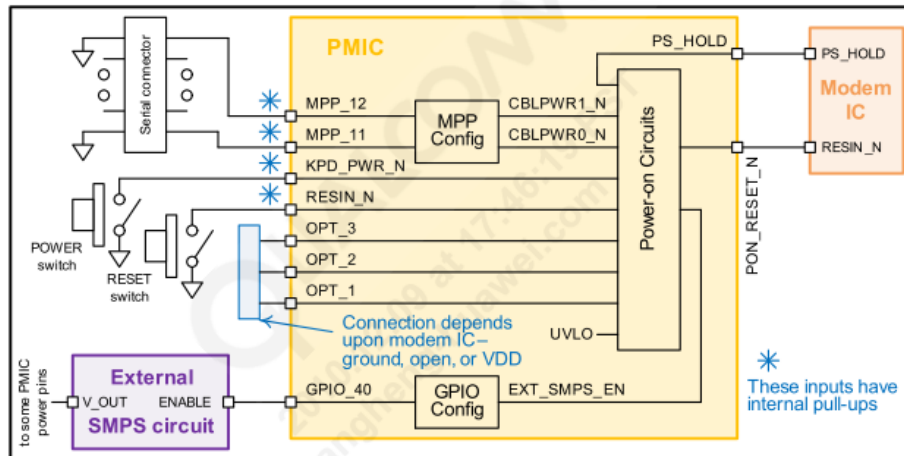 PMIC
PS_HOLD
PS_HOLD
Modem
IC
RESIN_N
PON_RESET_N
Serial connector
MPP_12
MPP_11
MPP
Config
CBLPWR1_N
CBLPWR0_N
Power-on Circuits
KPD_PWR_N
RESIN_N
OPT_3
OPT_2
OPT_1
POWER
switch
RESET
switch
Connection depends
upon modem IC–
ground, open, or VDD
UVLO
These inputs have
internal pull-ups
to some PMIC
power pins
External
V_OUT
ENABLE
SMPS circuit
GPIO_40
GPIO
Config
EXT_SMPS_EN